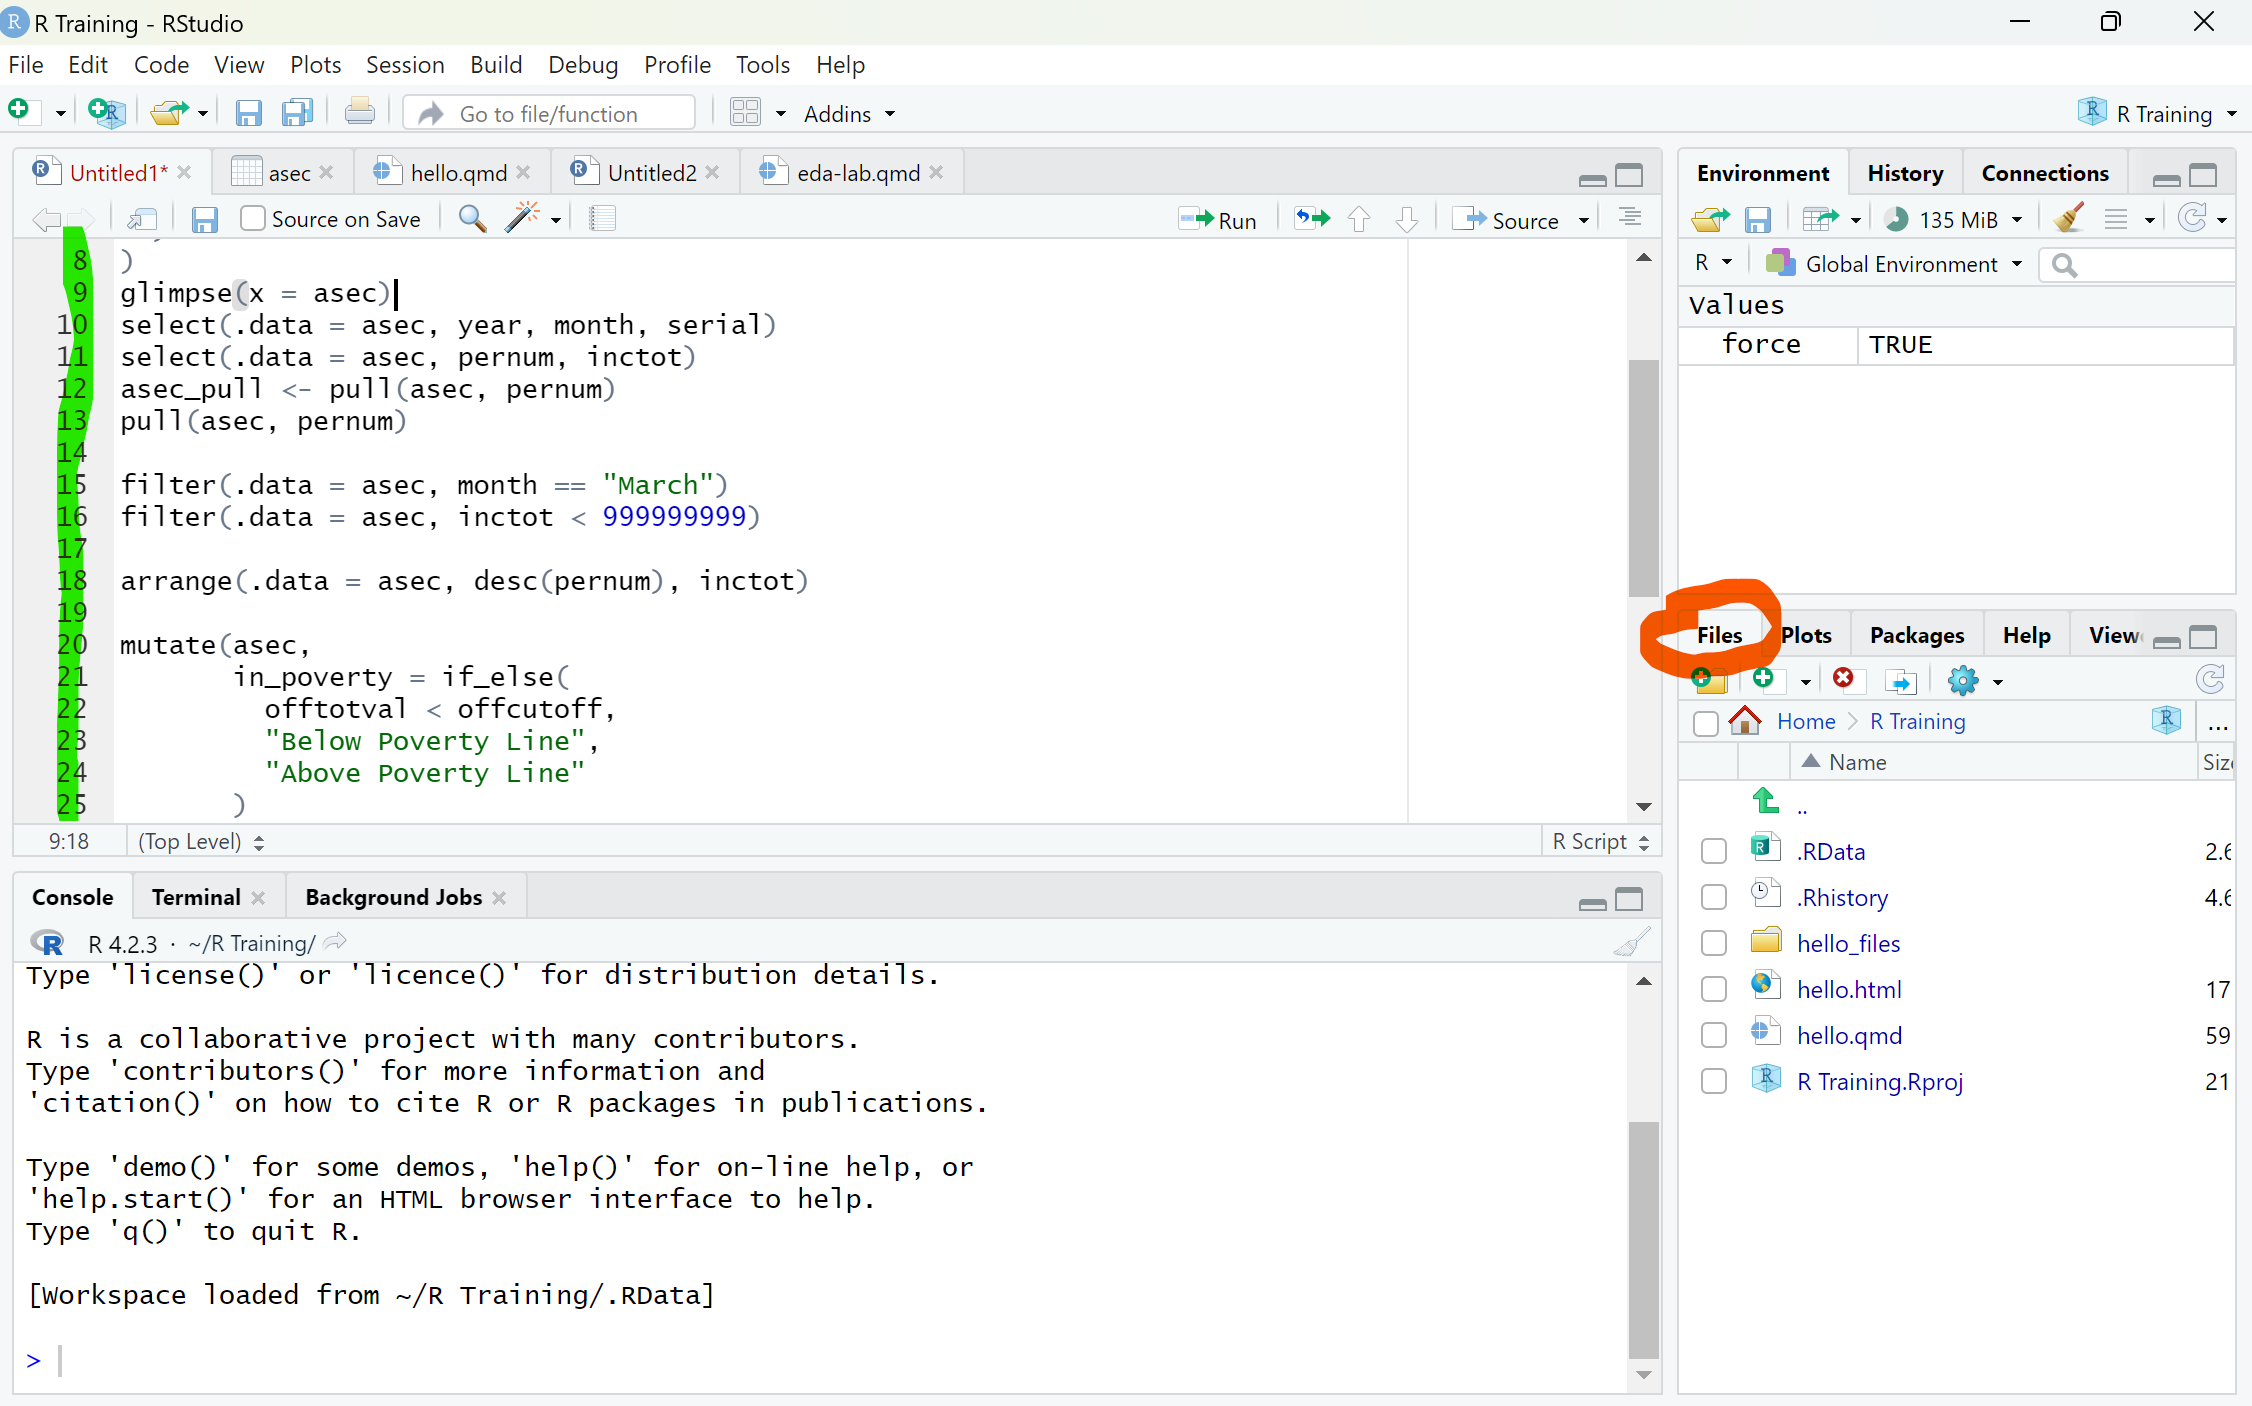 R Training - RStudio
File Edit Code View Plots Session Build Debug Profile Tools Help
Go to file/function Addins R Training
Untitled1* asec hello.qmd Untitled2 eda-lab.qmd
Source on Save Run Source
8 )
9 glimpse(x = asec)
10 select(.data = asec, year, month, serial)
11 select(.data = asec, pernum, inctot)
12 asec_pull <- pull(asec, pernum)
13 pull(asec, pernum)
14
15 filter(.data = asec, month == "March")
16 filter(.data = asec, inctot < 999999999)
17
18 arrange(.data = asec, desc(pernum), inctot)
19
20 mutate(asec,
21 in_poverty = if_else(
22 offtotval < offcutoff,
23 "Below Poverty Line",
24 "Above Poverty Line"
25 )
9:18 (Top Level) R Script
Console Terminal Background Jobs
R 4.2.3 · ~/R Training/
Type 'license()' or 'licence()' for distribution details.
R is a collaborative project with many contributors.
Type 'contributors()' for more information and
'citation()' on how to cite R or R packages in publications.
Type 'demo()' for some demos, 'help()' for on-line help, or
'help.start()' for an HTML browser interface to help.
Type 'q()' to quit R.
[Workspace loaded from ~/R Training/.RData]
>
Environment History Connections
135 MiB
R Global Environment
Values
force TRUE
Files Plots Packages Help View
Home R Training ...
Name Siz
..
.RData 2.6
.Rhistory 4.6
hello_files
hello.html 17
hello.qmd 59
R Training.Rproj 21